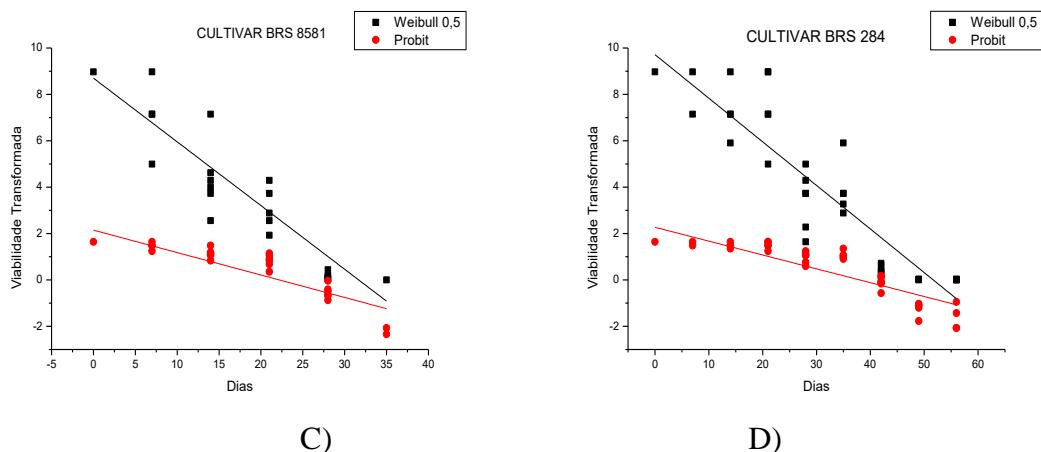 CULTIVAR BRS 8581
Weibull 0,5
Probit
Viabilidade Transformada
10
8
6
4
2
0
-2
-5 0 5 10 15 20 25 30 35 40
Dias
C)
CULTIVAR BRS 284
Weibull 0,5
Probit
Viabilidade Transformada
10
8
6
4
2
0
-2
0 10 20 30 40 50 60
Dias
D)